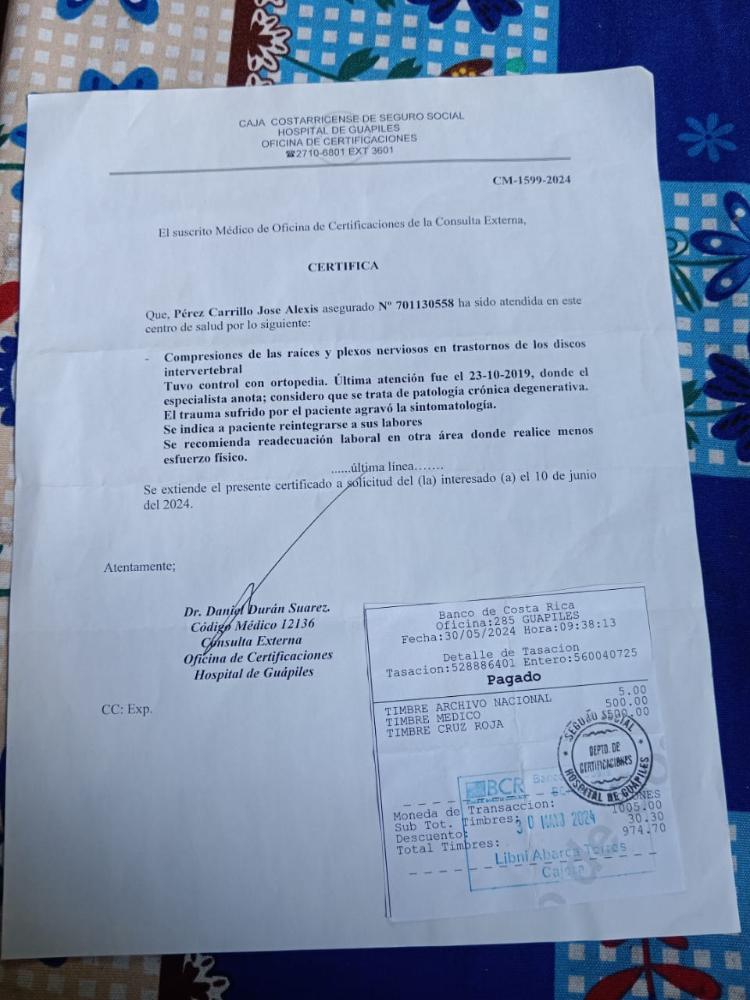 CAJA COSTARRICENSE DE SEGURO SOCIAL
HOSPITAL DE GUAPILES
OFICINA DE CERTIFICACIONES
☎2710-6801 EXT 3601
CM-1599-2024
El suscrito Médico de Oficina de Certificaciones de la Consulta Externa,
CERTIFICA
Que, Pérez Carrillo Jose Alexis asegurado Nº 701130558 ha sido atendida en este
centro de salud por lo siguiente:
- Compresiones de las raíces y plexos nerviosos en trastornos de los discos
intervertebral
Tuvo control con ortopedia. Última atención fue el 23-10-2019, donde el
especialista anota; considero que se trata de patología crónica degenerativa.
El trauma sufrido por el paciente agravó la sintomatología.
Se indica a paciente reintegrarse a sus labores
Se recomienda readecuación laboral en otra área donde realice menos
esfuerzo físico.
......última línea.......
Se extiende el presente certificado a solicitud del (la) interesado (a) el 10 de junio
del 2024.
Atentamente;
Dr. Daniel Durán Suarez.
Código Médico 12136
Consulta Externa
Oficina de Certificaciones
Hospital de Guápiles
CC: Exp.
Banco de Costa Rica
Oficina:285 GUAPILES
Fecha:30/05/2024 Hora:09:38:13
Detalle de Tasacion
Tasacion:528886401 Entero:560040725
Pagado
TIMBRE ARCHIVO NACIONAL 5.00
TIMBRE MEDICO 500.00
TIMBRE CRUZ ROJA 500.00
SEGURO SOCIAL
DEPTO. DE
CERTIFICACIONES
HOSPITAL DE GUÁPILES
BCR
Moneda de Transaccion:
Sub Tot. Timbres: 1005.00
Descuento: 30.30
Total Timbres: 974.70
30 MAYO 2024
Libni Abarca Torres
Cajera